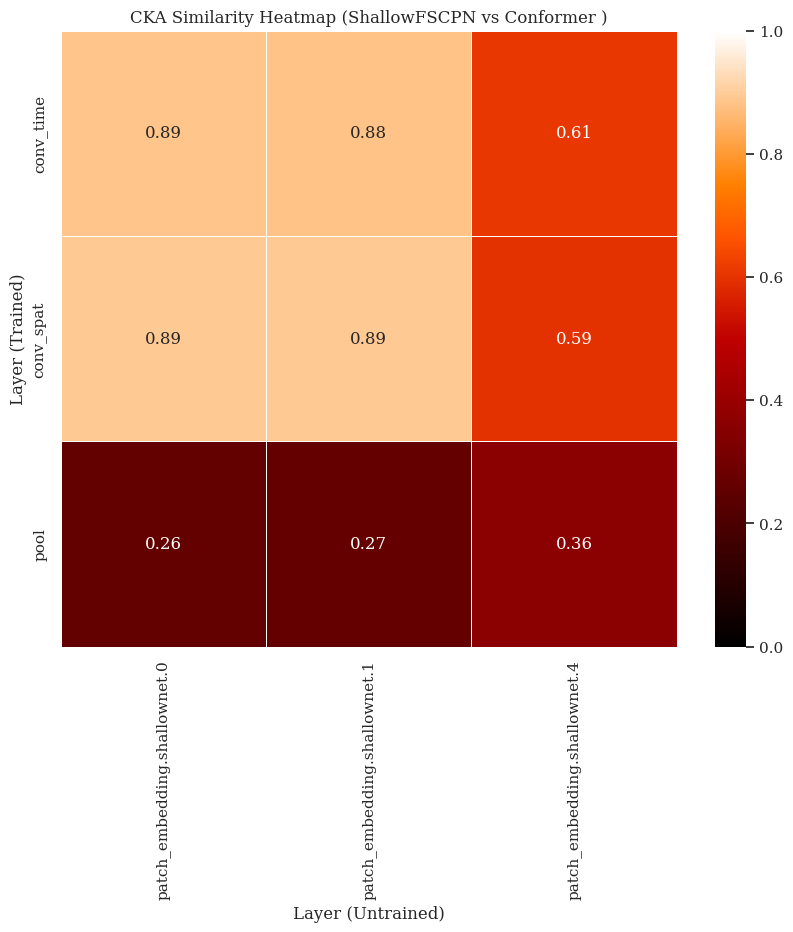 CKA Similarity Heatmap (ShallowFSCPN vs Conformer )
Layer (Trained)
conv_time
conv_spat
pool
0.89 0.88 0.61
0.89 0.89 0.59
0.26 0.27 0.36
1.0
0.8
0.6
0.4
0.2
0.0
patch_embedding.shallownet.0
patch_embedding.shallownet.1
patch_embedding.shallownet.4
Layer (Untrained)